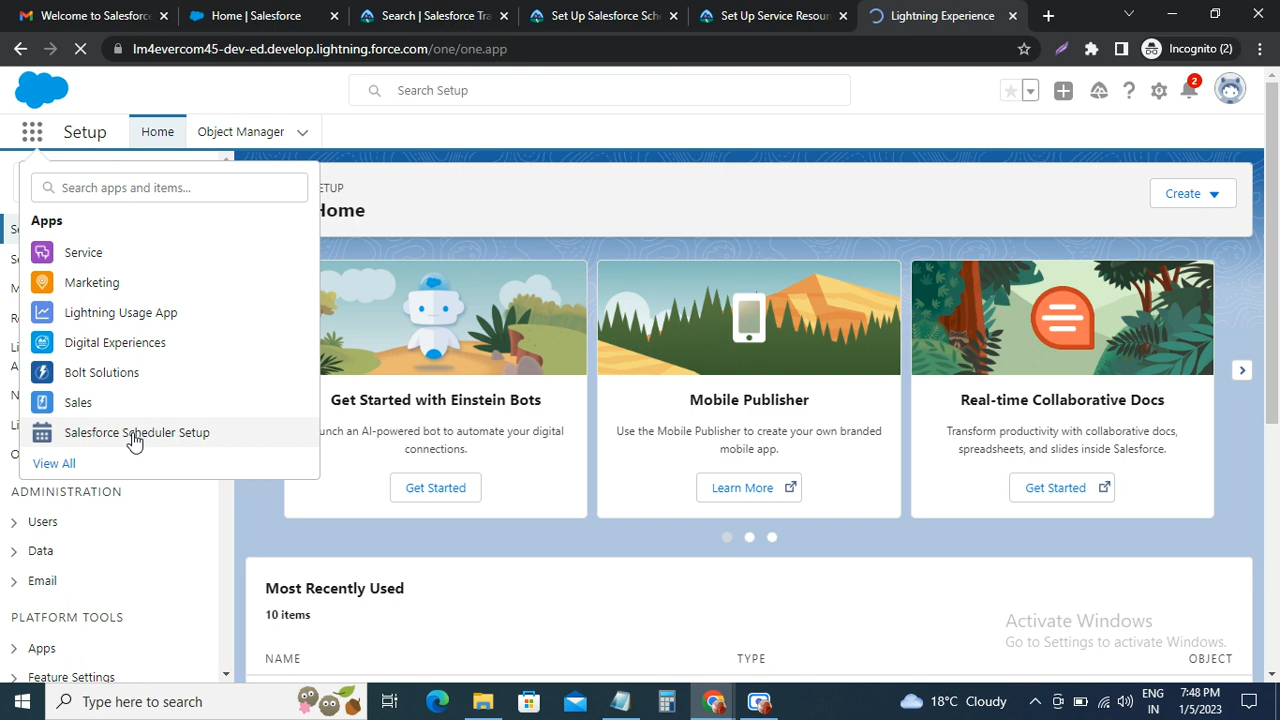 Welcome to Salesforce
Home | Salesforce
Search | Salesforce Tra
Set Up Salesforce Sch
Set Up Service Resour
Lightning Experience
lm4evercom45-dev-ed.develop.lightning.force.com/one/one.app
Incognito (2)
Search Setup
2
Setup
Home
Object Manager
Search apps and items...
Apps
Service
Marketing
Lightning Usage App
Digital Experiences
Bolt Solutions
Sales
Salesforce Scheduler Setup
View All
ETUP
Home
Create
Get Started with Einstein Bots
unch an AI-powered bot to automate your digital
connections.
Get Started
Mobile Publisher
Use the Mobile Publisher to create your own branded
mobile app.
Learn More
Real-time Collaborative Docs
Transform productivity with collaborative docs,
spreadsheets, and slides inside Salesforce.
Get Started
ADMINISTRATION
Users
Data
Email
PLATFORM TOOLS
Apps
Feature Settings
Most Recently Used
10 items
NAME
TYPE
OBJECT
Activate Windows
Go to Settings to activate Windows.
Type here to search
18°C Cloudy
ENG
IN
7:48 PM
1/5/2023